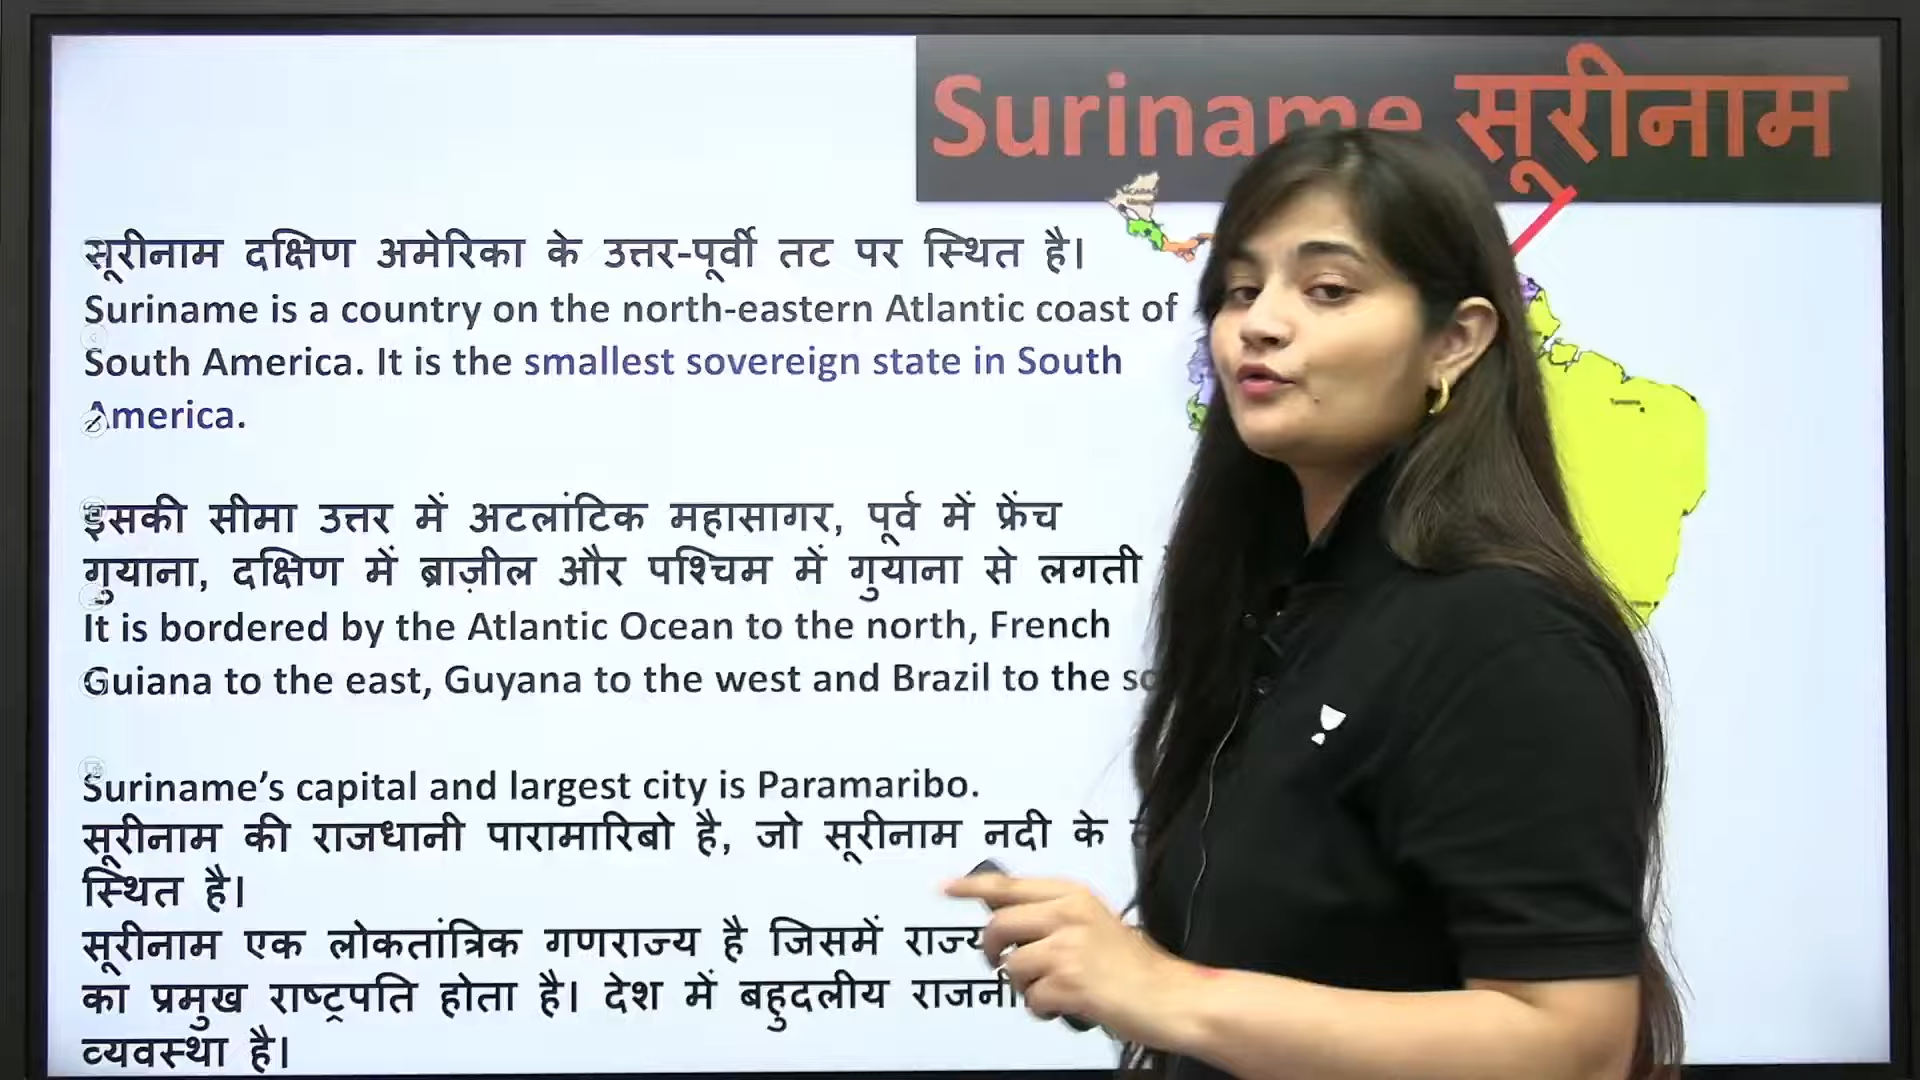 Suriname सूरीनाम
सूरीनाम दक्षिण अमेरिका के उत्तर-पूर्वी तट पर स्थित है।
Suriname is a country on the north-eastern Atlantic coast of
South America. It is the smallest sovereign state in South
America.
इसकी सीमा उत्तर में अटलांटिक महासागर, पूर्व में फ्रेंच
गुयाना, दक्षिण में ब्राज़ील और पश्चिम में गुयाना से लगती
It is bordered by the Atlantic Ocean to the north, French
Guiana to the east, Guyana to the west and Brazil to the
Suriname’s capital and largest city is Paramaribo.
सूरीनाम की राजधानी पारामारिबो है, जो सूरीनाम नदी के
स्थित है।
सूरीनाम एक लोकतांत्रिक गणराज्य है जिसमें राज्य
का प्रमुख राष्ट्रपति होता है। देश में बहुदलीय
व्यवस्था है।